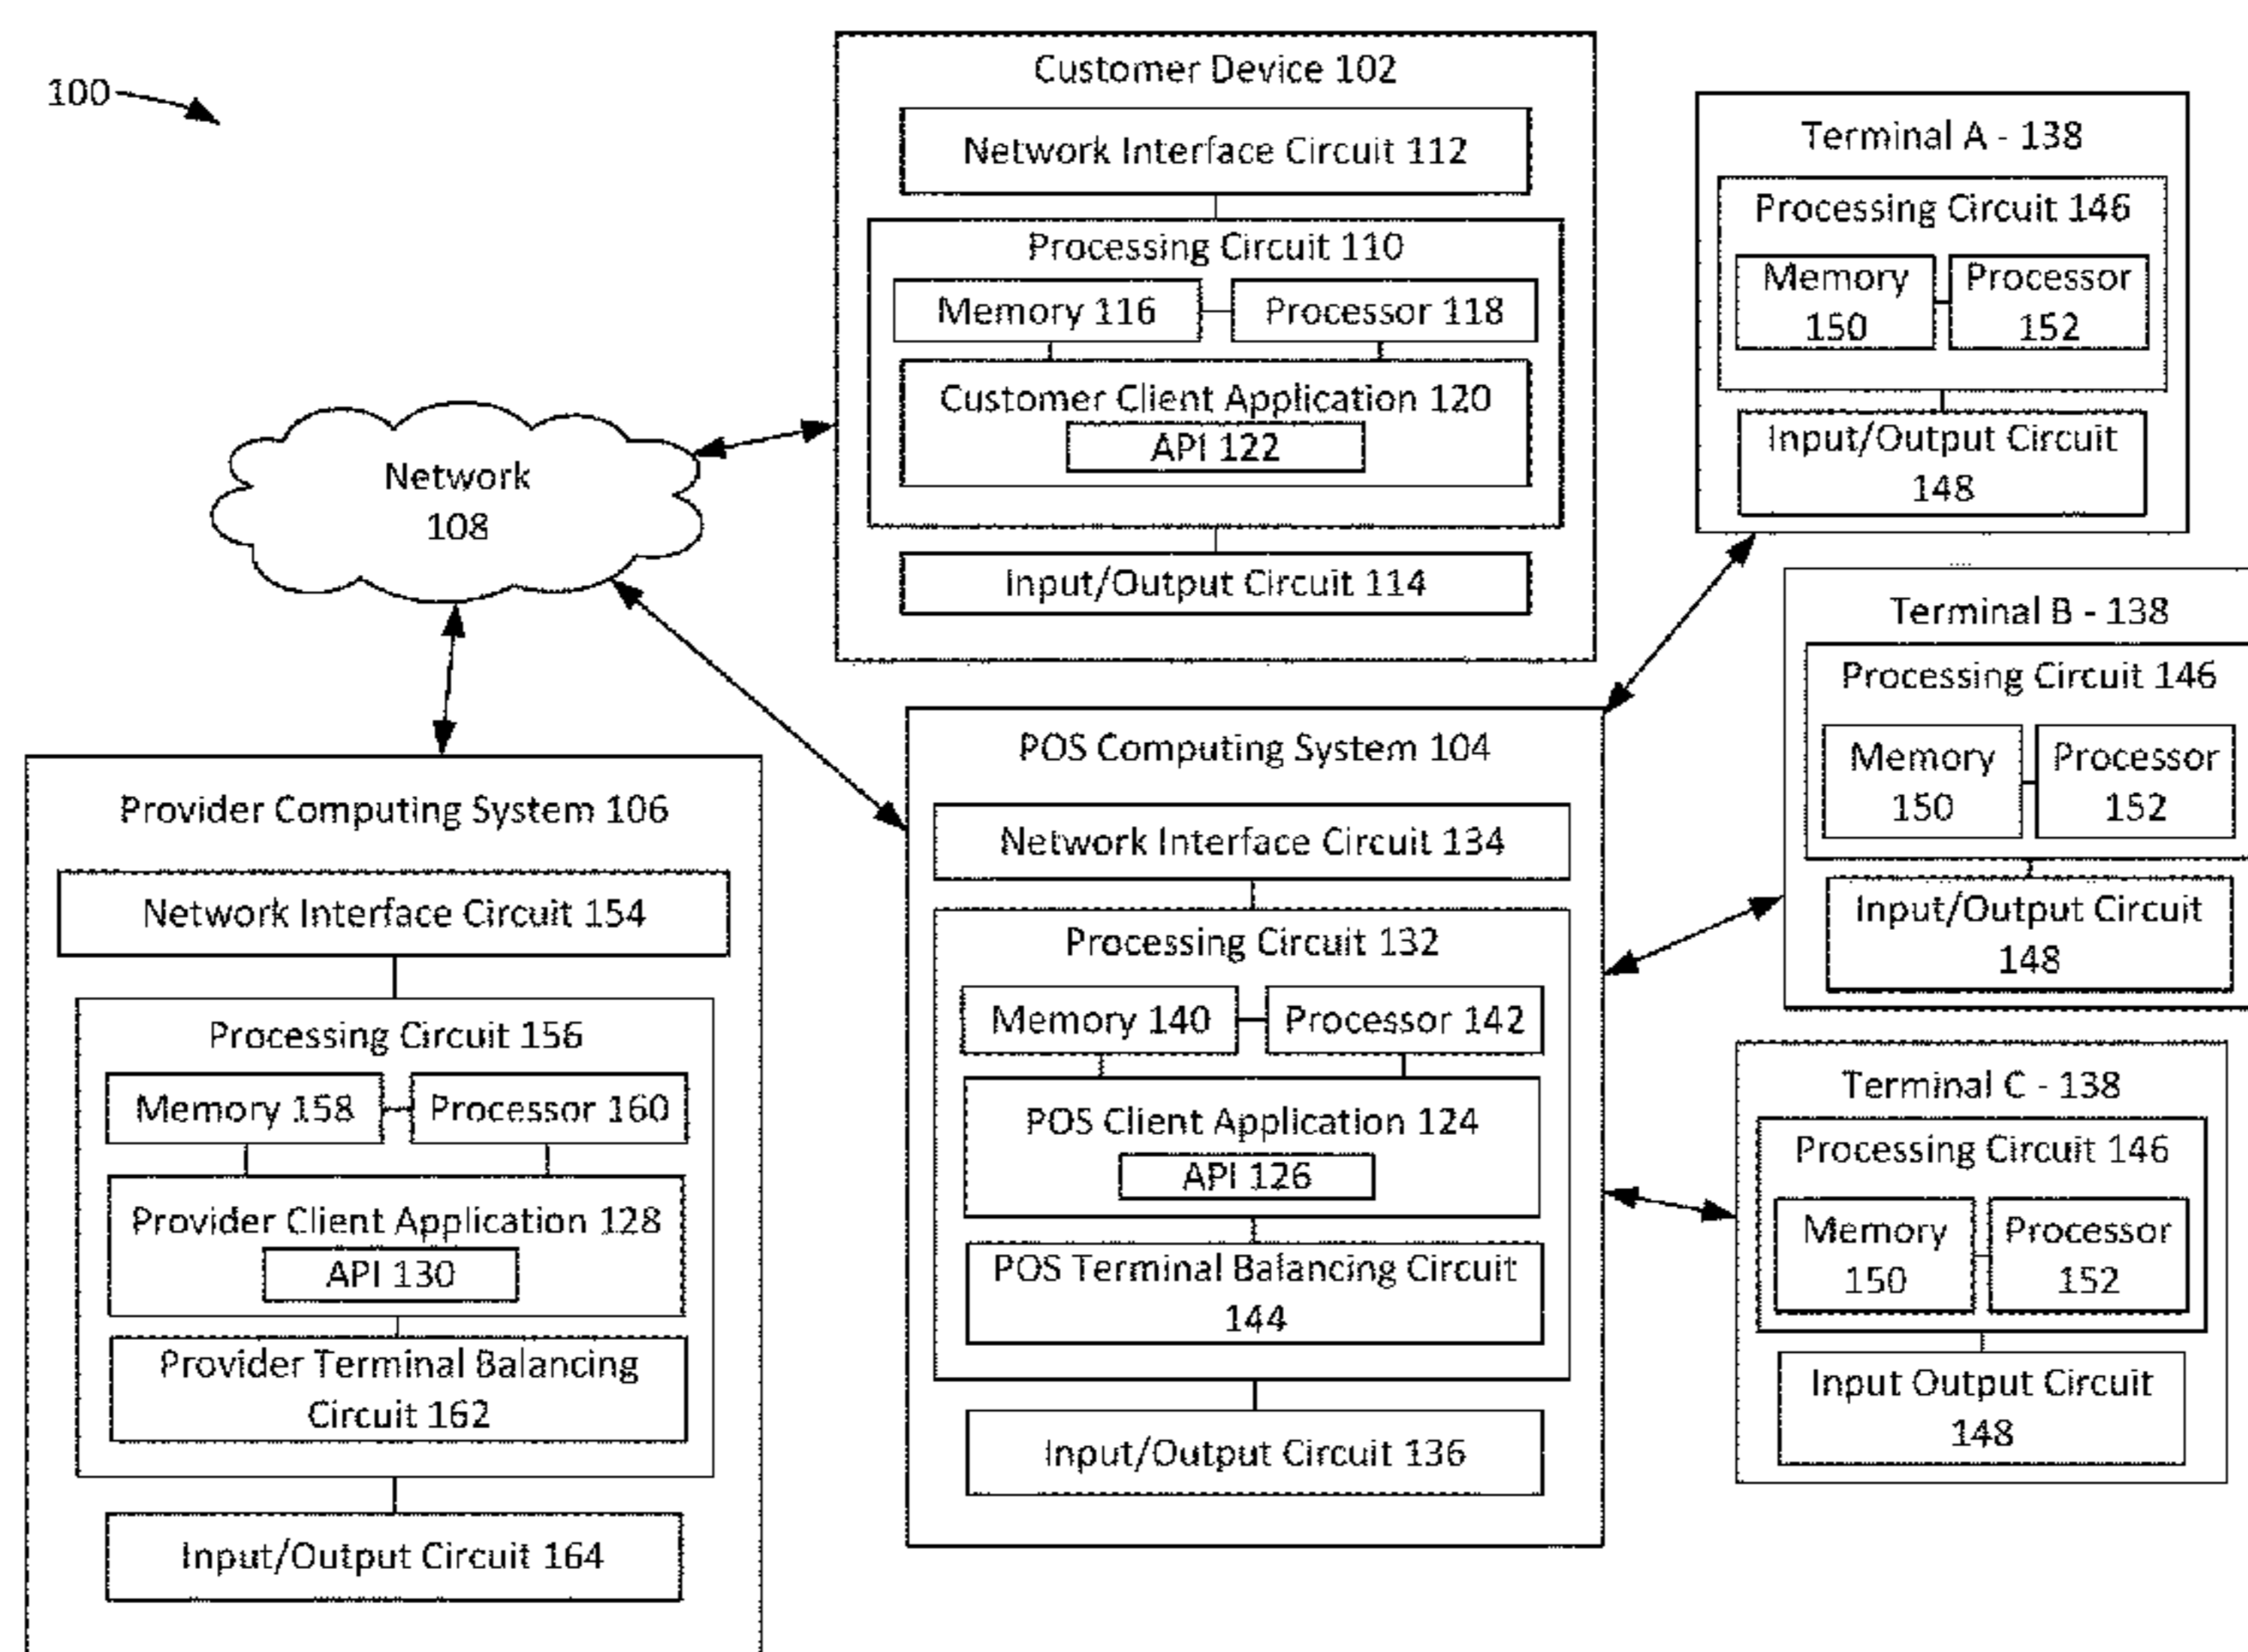 100
Customer Device 102
Network Interface Circuit 112
Processing Circuit 110
Memory 116
Processor 118
Customer Client Application 120
API 122
Input/Output Circuit 114
Network
108
Terminal A - 138
Processing Circuit 146
Memory
150
Processor
152
Input/Output Circuit
148
Terminal B - 138
Processing Circuit 146
Memory
150
Processor
152
Input/Output Circuit
148
Terminal C - 138
Processing Circuit 146
Memory
150
Processor
152
Input Output Circuit
148
POS Computing System 104
Network Interface Circuit 134
Processing Circuit 132
Memory 140
Processor 142
POS Client Application 124
API 126
POS Terminal Balancing Circuit
144
Input/Output Circuit 136
Provider Computing System 106
Network Interface Circuit 154
Processing Circuit 156
Memory 158
Processor 160
Provider Client Application 128
API 130
Provider Terminal Balancing
Circuit 162
Input/Output Circuit 164